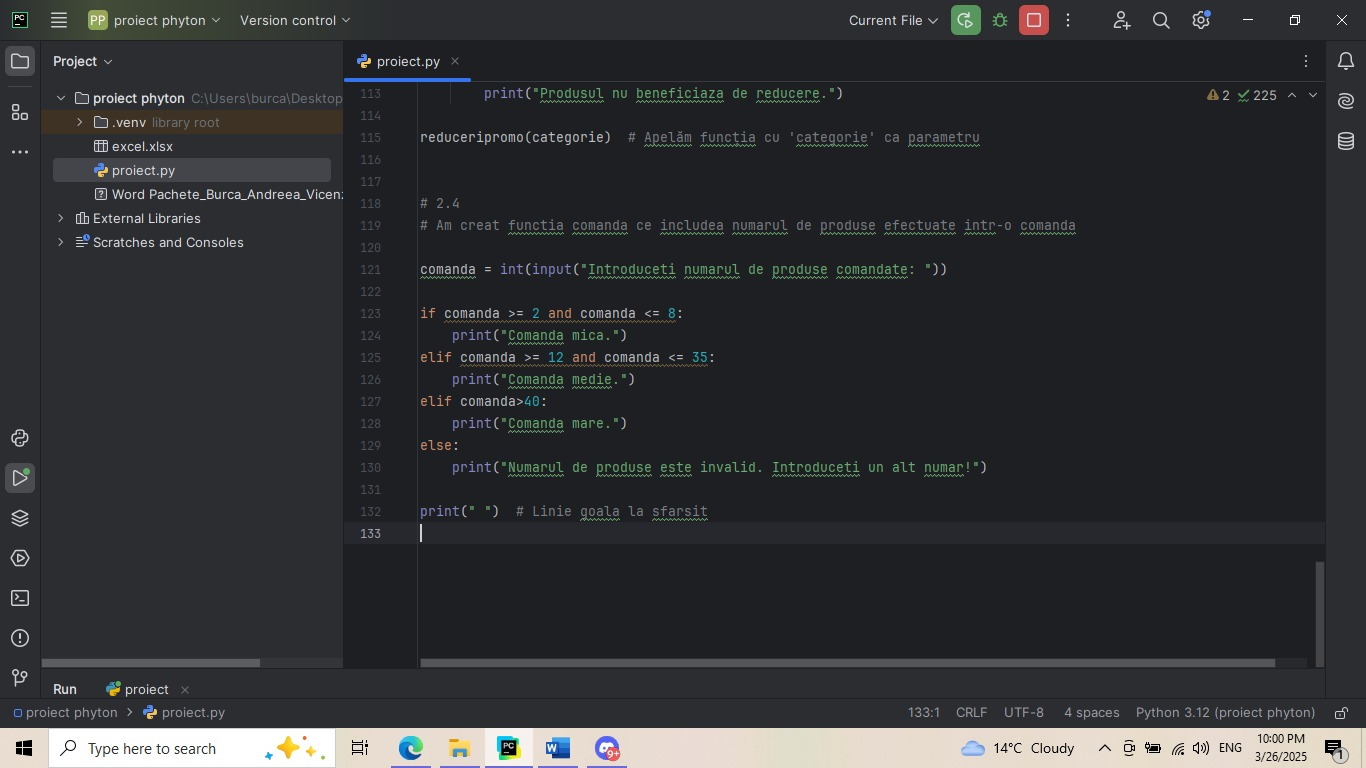 PC
PP proiect phyton
Version control
Current File
Project
proiect.py
proiect phyton C:\Users\burca\Desktop
.venv library root
excel.xlsx
proiect.py
Word Pachete_Burca_Andreea_Vicen
External Libraries
Scratches and Consoles
2 225
113 print("Produsul nu beneficiaza de reducere.")
114
115 reduceripromo(categorie)  # Apelăm funcția cu 'categorie' ca parametru
116
117
118 # 2.4
119 # Am creat functia comanda ce includea numarul de produse efectuate intr-o comanda
120
121 comanda = int(input("Introduceti numarul de produse comandate: "))
122
123 if comanda >= 2 and comanda <= 8:
124     print("Comanda mica.")
125 elif comanda >= 12 and comanda <= 35:
126     print("Comanda medie.")
127 elif comanda>40:
128     print("Comanda mare.")
129 else:
130     print("Numarul de produse este invalid. Introduceti un alt numar!")
131
132 print(" ")  # Linie goala la sfarsit
133
Run proiect
proiect phyton > proiect.py
133:1 CRLF UTF-8 4 spaces Python 3.12 (proiect phyton)
Type here to search
PC
W
9+
14°C Cloudy
ENG
10:00 PM
3/26/2025
1